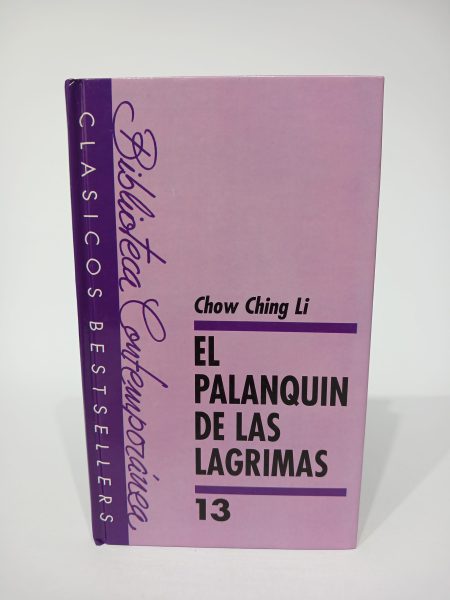 CLASICOS BESTSELLERS
Biblioteca Contemporánea
Chow Ching Li
EL
PALANQUIN
DE LAS
LAGRIMAS
13